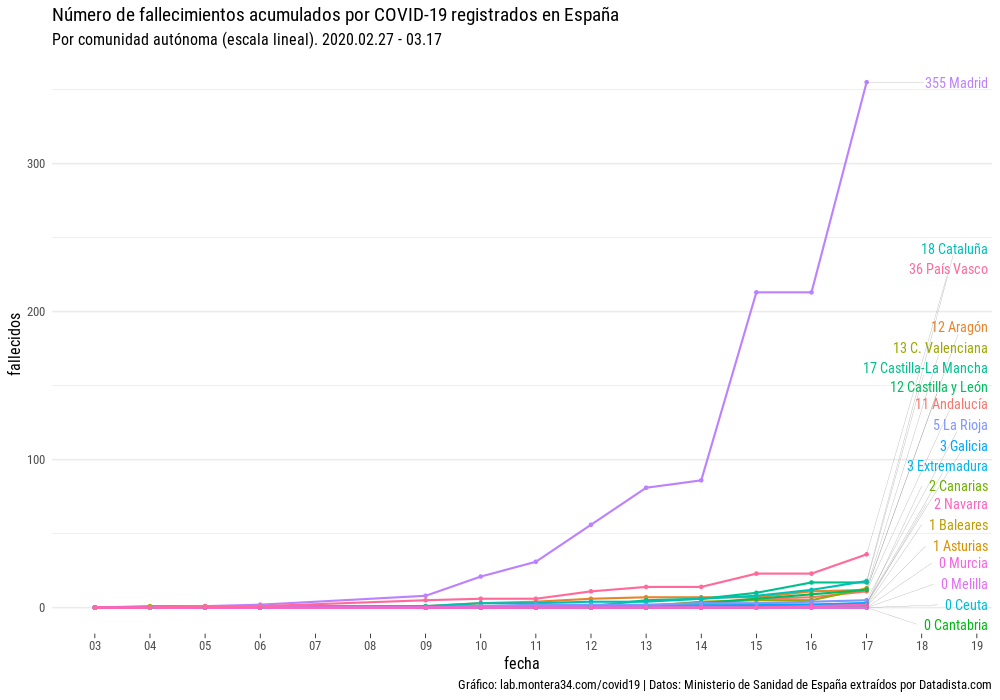 Número de fallecimientos acumulados por COVID-19 registrados en España
Por comunidad autónoma (escala lineal). 2020.02.27 - 03.17
355 Madrid
300
18 Cataluña
36 País Vasco
200
12 Aragón
13 C. Valenciana
17 Castilla-La Mancha
12 Castilla y León
11 Andalucía
5 La Rioja
3 Galicia
100
3 Extremadura
2 Canarias
2 Navarra
1 Baleares
1 Asturias
0 Murcia
0 Melilla
0
0 Ceuta
0 Cantabria
fallecidos
03 04 05 06 07 08 09 10 11 12 13 14 15 16 17 18 19
fecha
Gráfico: lab.montera34.com/covid19 | Datos: Ministerio de Sanidad de España extraídos por Datadista.com